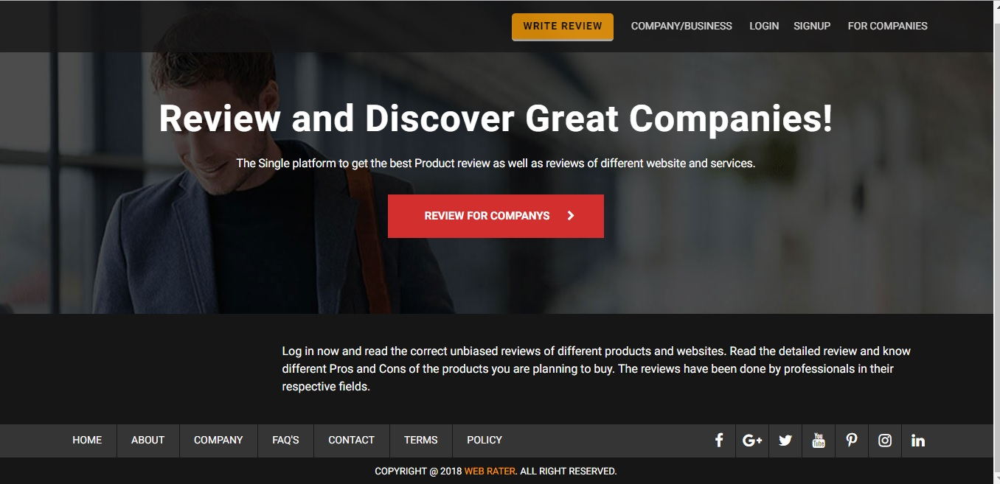 WRITE REVIEW COMPANY/BUSINESS LOGIN SIGNUP FOR COMPANIES
Review and Discover Great Companies!
The Single platform to get the best Product review as well as reviews of different website and services.
REVIEW FOR COMPANYS
Log in now and read the correct unbiased reviews of different products and websites. Read the detailed review and know
different Pros and Cons of the products you are planning to buy. The reviews have been done by professionals in their
respective fields.
HOME ABOUT COMPANY FAQ'S CONTACT TERMS POLICY
COPYRIGHT @ 2018 WEB RATER. ALL RIGHT RESERVED.